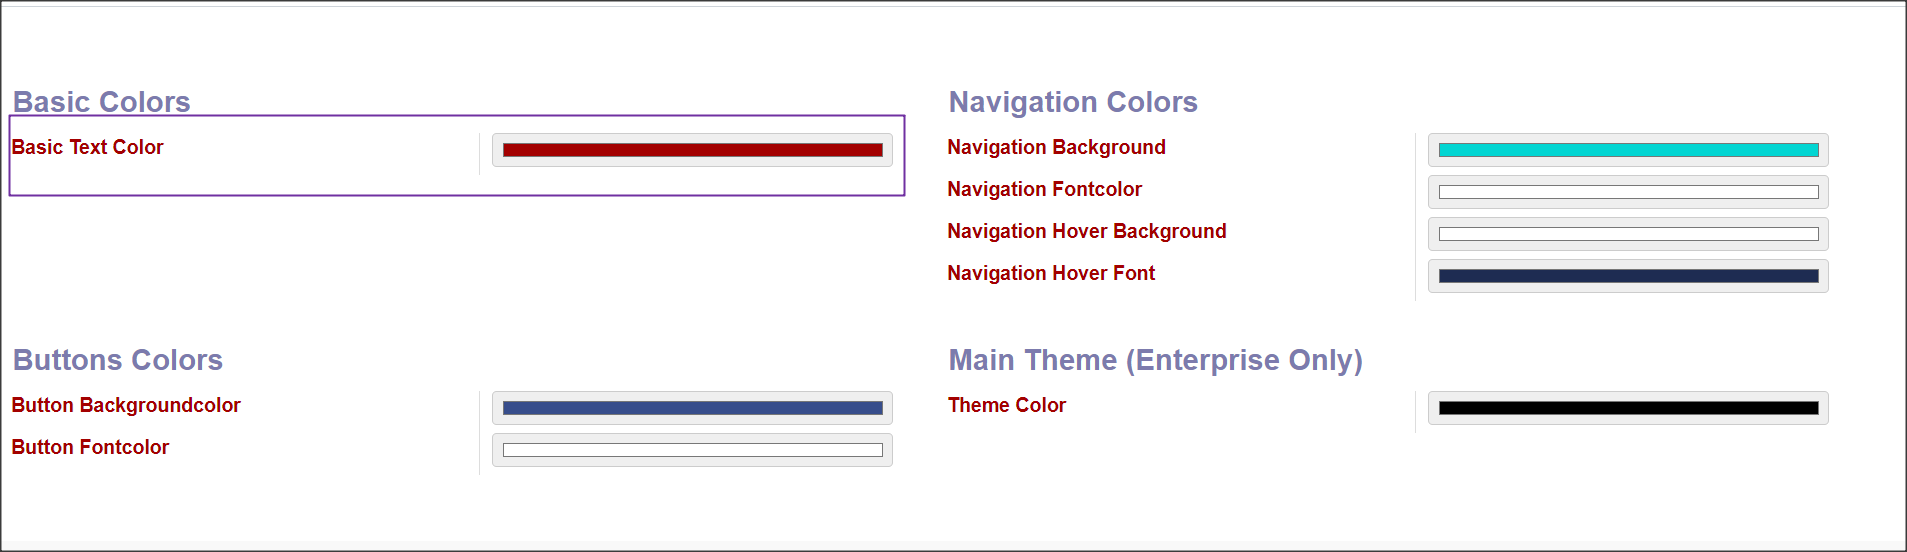 Basic Colors
Basic Text Color
Navigation Colors
Navigation Background
Navigation Fontcolor
Navigation Hover Background
Navigation Hover Font
Buttons Colors
Button Backgroundcolor
Button Fontcolor
Main Theme (Enterprise Only)
Theme Color